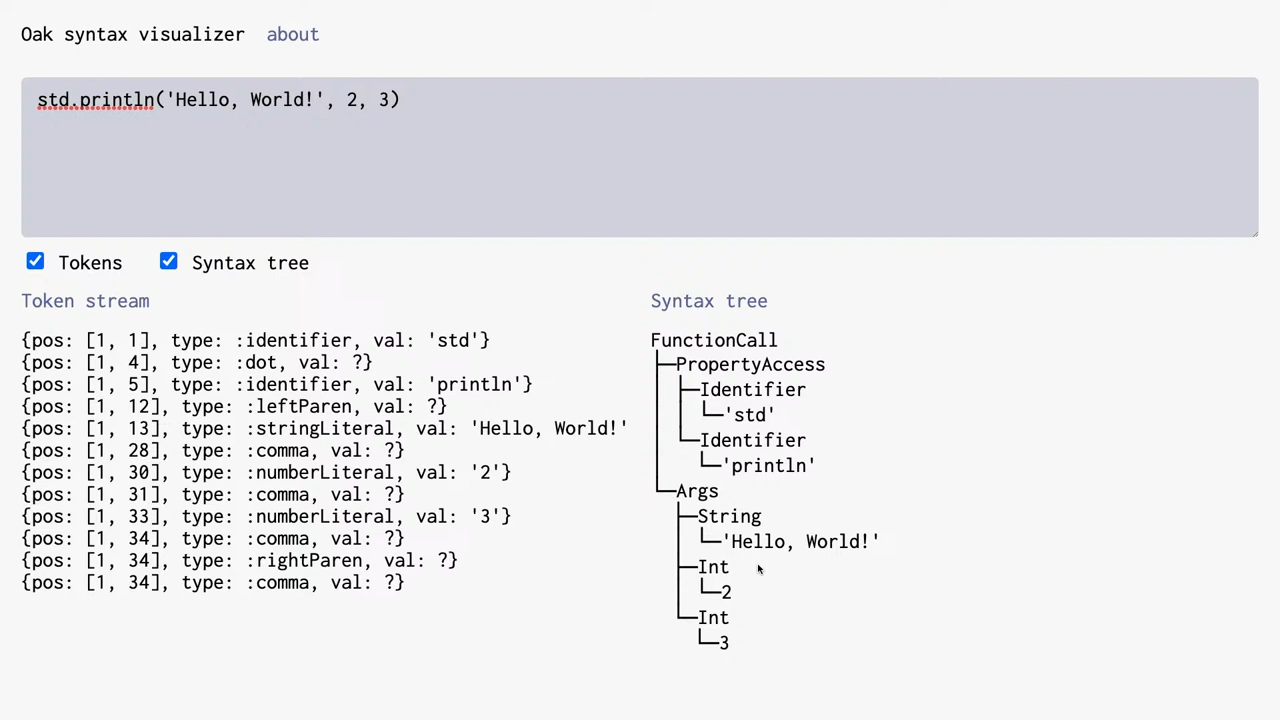 Oak syntax visualizer about
std.println('Hello, World!', 2, 3)
Tokens Syntax tree
Token stream
{pos: [1, 1], type: :identifier, val: 'std'}
{pos: [1, 4], type: :dot, val: ?}
{pos: [1, 5], type: :identifier, val: 'println'}
{pos: [1, 12], type: :leftParen, val: ?}
{pos: [1, 13], type: :stringLiteral, val: 'Hello, World!'
{pos: [1, 28], type: :comma, val: ?}
{pos: [1, 30], type: :numberLiteral, val: '2'}
{pos: [1, 31], type: :comma, val: ?}
{pos: [1, 33], type: :numberLiteral, val: '3'}
{pos: [1, 34], type: :comma, val: ?}
{pos: [1, 34], type: :rightParen, val: ?}
{pos: [1, 34], type: :comma, val: ?}
Syntax tree
FunctionCall
├─PropertyAccess
│ ├─Identifier
│ │ └─'std'
│ └─Identifier
│   └─'println'
└─Args
  ├─String
  │ └─'Hello, World!'
  ├─Int
  │ └─2
  └─Int
    └─3